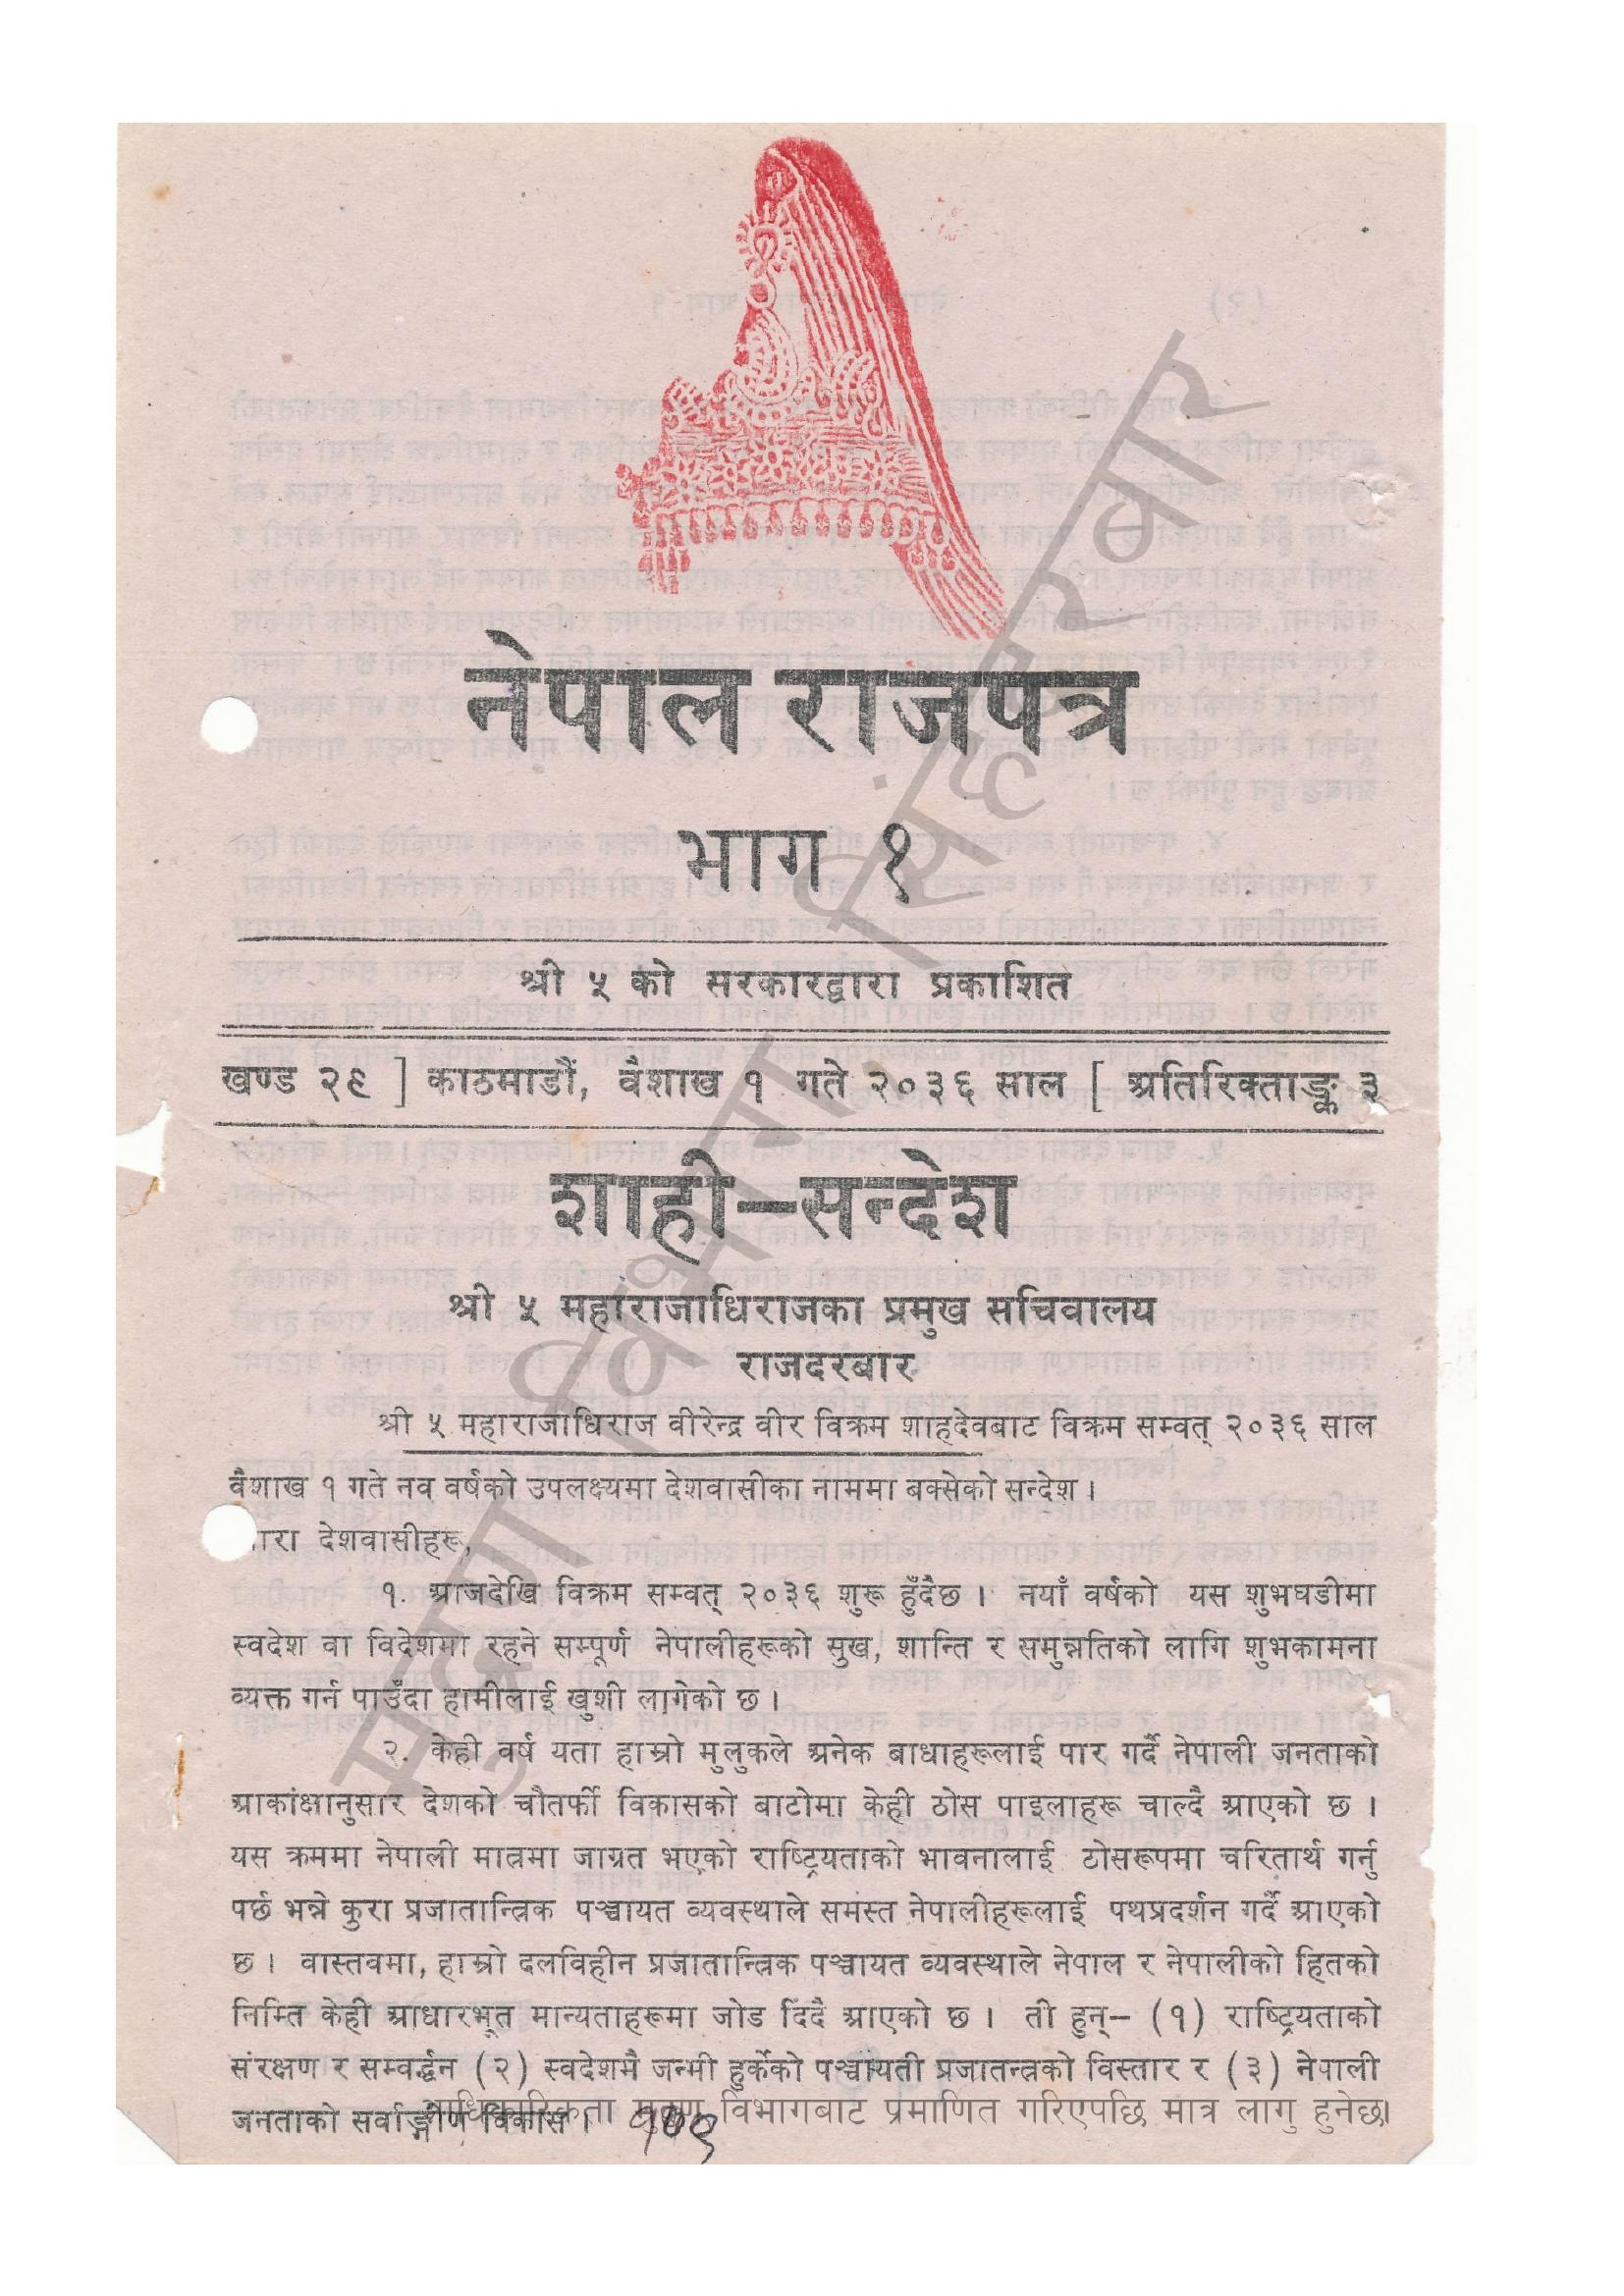 नेपाल राजपत्र
भाग १
श्री ५ को सरकारद्वारा प्रकाशित
खण्ड २९ ] काठमाडौं, वैशाख १ गते २०३६ साल [ अतिरिक्ताङ्क ३
शाही-सन्देश
श्री ५ महाराजाधिराजका प्रमुख सचिवालय
राजदरबार
श्री ५ महाराजाधिराज वीरेन्द्र वीर विक्रम शाहदेवबाट विक्रम सम्वत् २०३६ साल
वैशाख १ गते नव वर्षको उपलक्ष्यमा देशवासीका नाममा बक्सेको सन्देश ।
देशवासीहरू,
१. आजदेखि विक्रम सम्वत् २०३६ शुरू हुँदैछ । नयाँ वर्षको यस शुभघडीमा
स्वदेश वा विदेशमा रहने सम्पूर्ण नेपालीहरूको सुख, शान्ति र समुन्नतिको लागि शुभकामना
व्यक्त गर्न पाउँदा हामीलाई खुशी लागेको छ ।
२. केही वर्ष यता हाम्रो मुलुकले अनेक बाधाहरूलाई पार गर्दै नेपाली जनताको
आकांक्षानुसार देशको चौतर्फी विकासको बाटोमा केही ठोस पाइलाहरू चाल्दै आएको छ ।
यस क्रममा नेपाली मात्रमा जाग्रत भएको राष्ट्रियताको भावनालाई ठोसरूपमा चरितार्थ गर्नु
पर्छ भन्ने कुरा प्रजातान्त्रिक पञ्चायत व्यवस्थाले समस्त नेपालीहरूलाई पथप्रदर्शन गर्दै आएको
छ । वास्तवमा, हाम्रो दलविहीन प्रजातान्त्रिक पञ्चायत व्यवस्थाले नेपाल र नेपालीको हितको
निम्ति केही आधारभूत मान्यताहरूमा जोड दिँदै आएको छ । ती हुन्- (१) राष्ट्रियताको
संरक्षण र सम्वर्द्धन (२) स्वदेशमै जन्मी हुर्केको पञ्चायती प्रजातन्त्रको विस्तार र (३) नेपाली
जनताको सर्वाङ्गीण विकास ।
आधिकारिकता मुद्रण विभागबाट प्रमाणित गरिएपछि मात्र लागु हुनेछ।
१७९
मुद्रण विभाग, सिंहदरवार